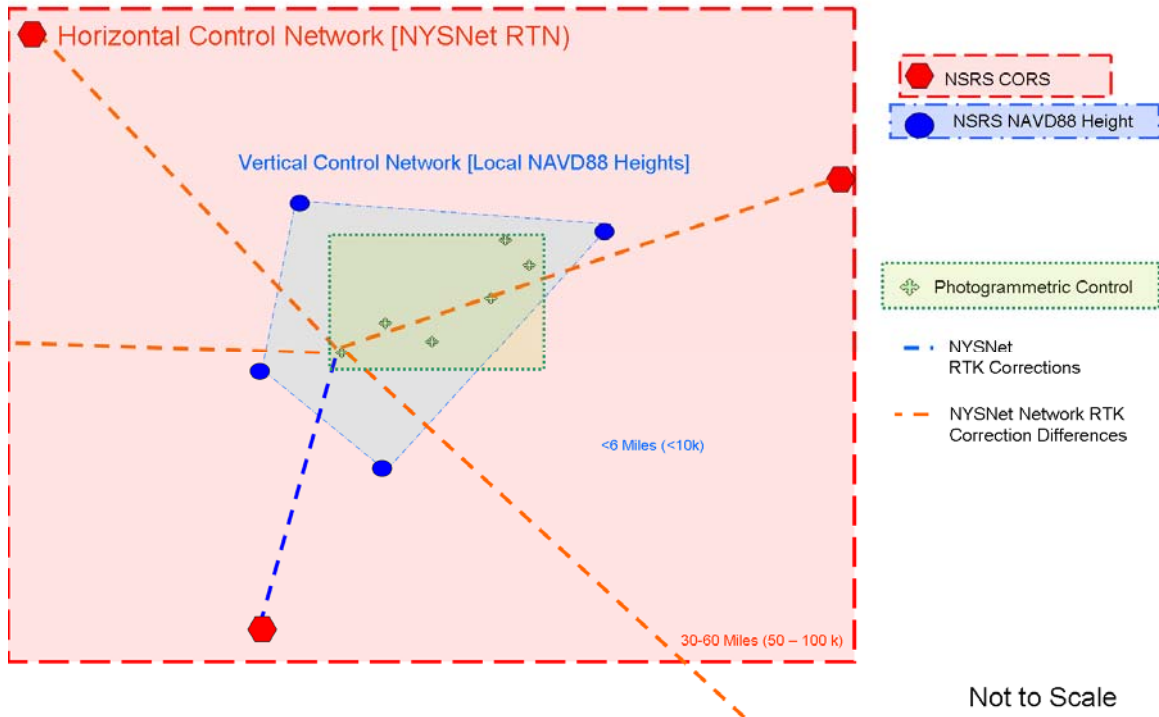 Horizontal Control Network [NYSNet RTN)
Vertical Control Network [Local NAVD88 Heights]
<6 Miles (<10k)
30-60 Miles (50 – 100 k)
NSRS CORS
NSRS NAVD88 Height
Photogrammetric Control
NYSNet
RTK Corrections
NYSNet Network RTK
Correction Differences
Not to Scale